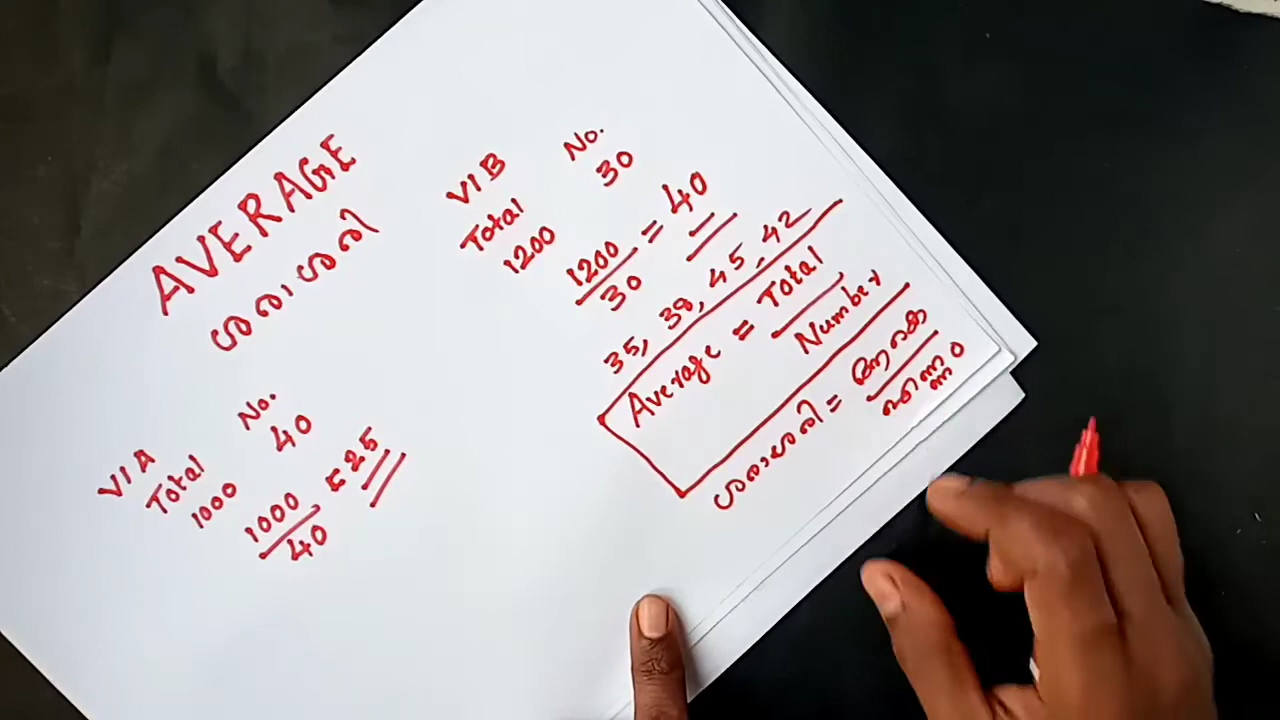 AVERAGE
ശരാശരി
VI A
Total No.
1000 40
1000/40 = 25
VI B
Total No.
1200 30
1200/30 = 40
35, 38, 45, 42
Average = Total/Number
ശരാശരി = തുക/എണ്ണം